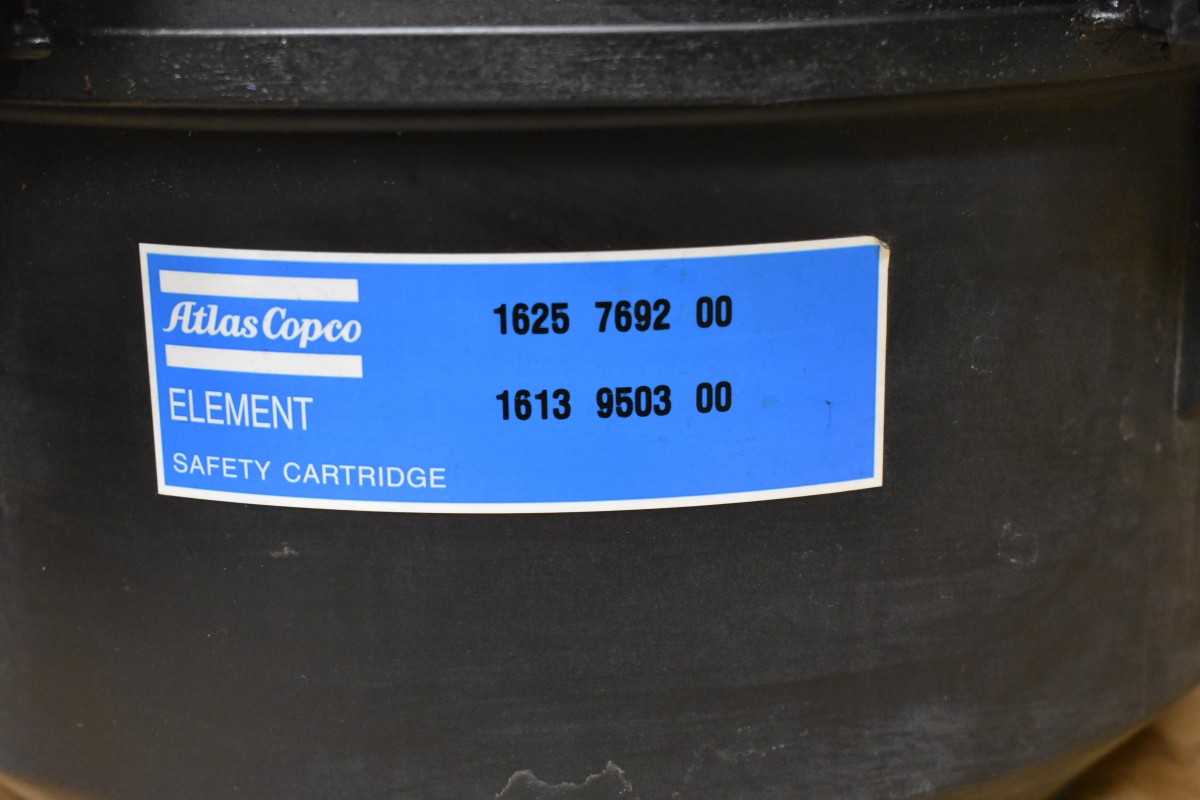 Atlas Copco
1625 7692 00
ELEMENT 1613 9503 00
SAFETY CARTRIDGE